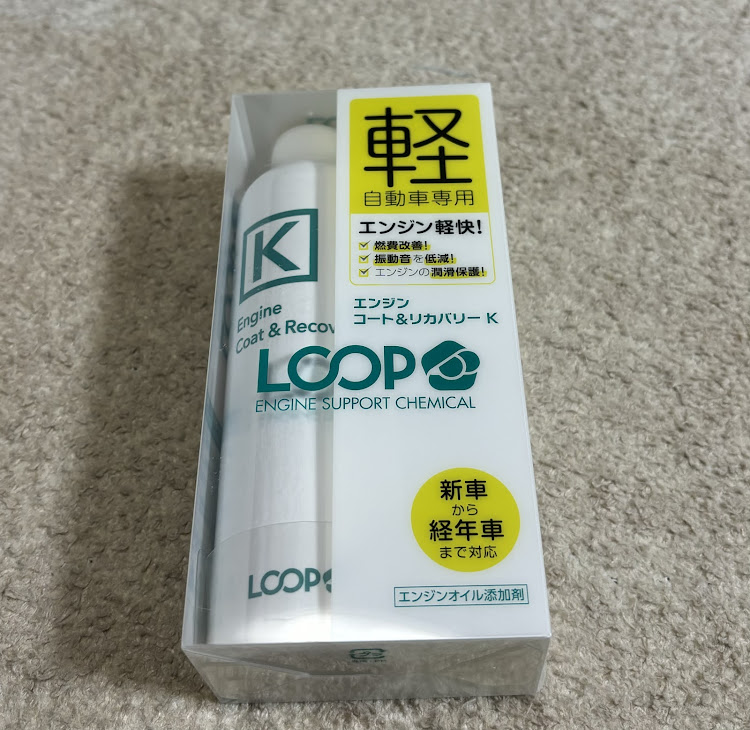 軽
自動車専用
エンジン軽快!
燃費改善!
振動音を低減!
エンジンの潤滑保護!
エンジン
コート&リカバリー K
LOOP
ENGINE SUPPORT CHEMICAL
新車
から
経年車
まで対応
エンジンオイル添加剤
K
Engine
Coat & Recov
LOOP